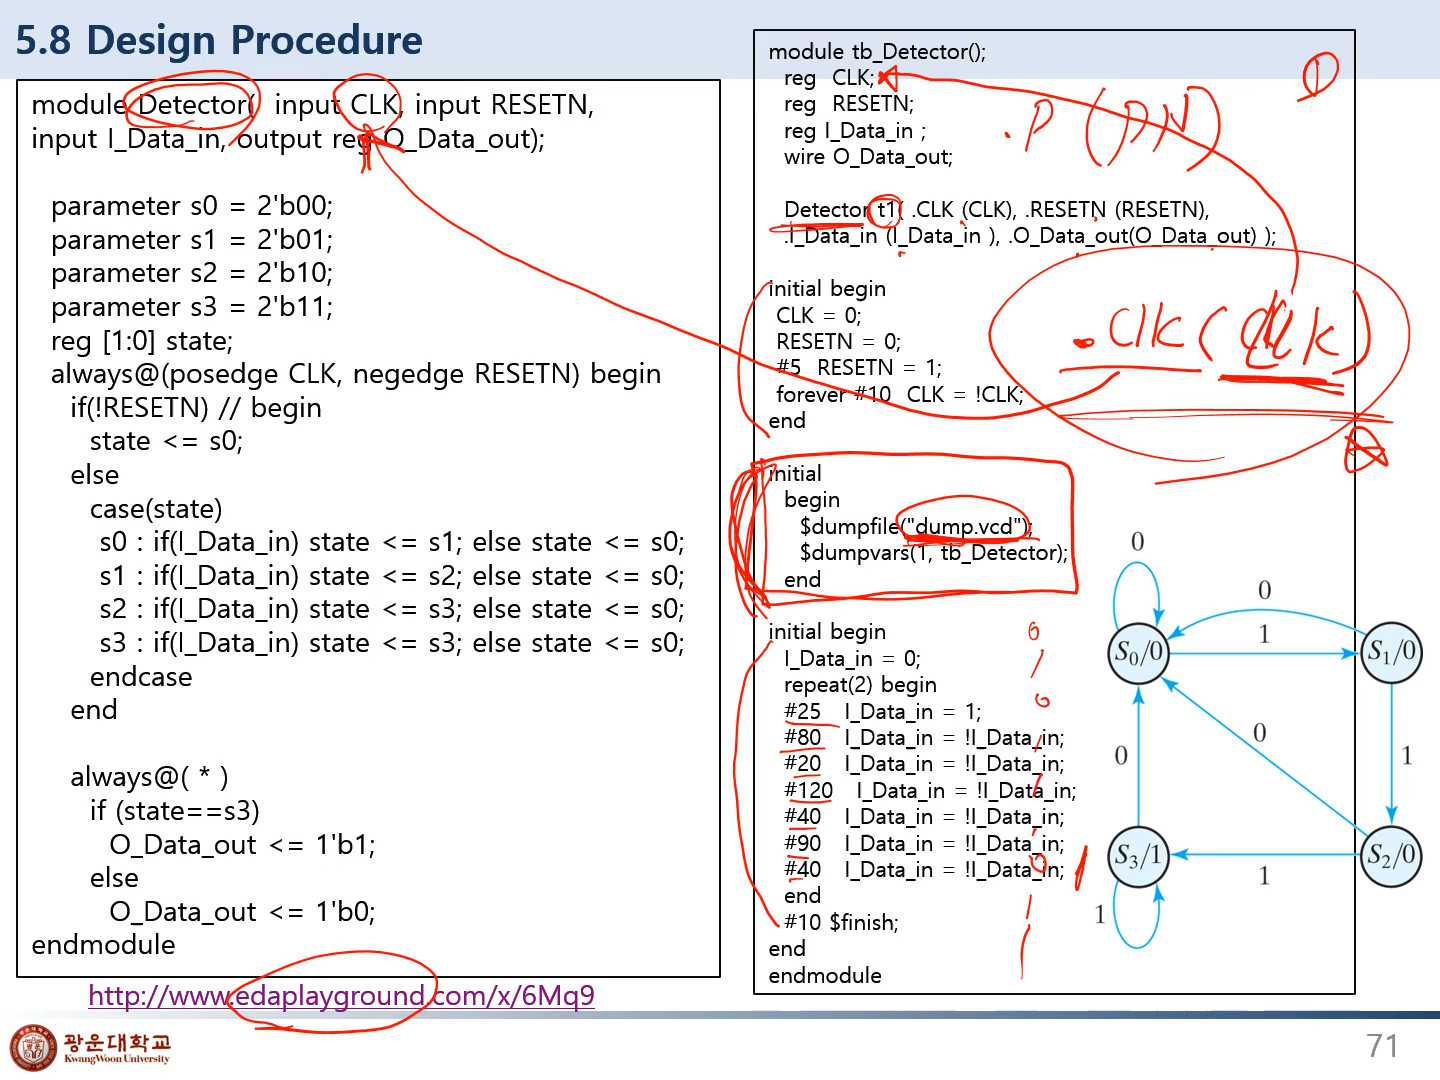 5.8 Design Procedure
module Detector( input CLK, input RESETN,
input I_Data_in, output reg O_Data_out);
parameter s0 = 2'b00;
parameter s1 = 2'b01;
parameter s2 = 2'b10;
parameter s3 = 2'b11;
reg [1:0] state;
always@(posedge CLK, negedge RESETN) begin
if(!RESETN) // begin
state <= s0;
else
case(state)
s0 : if(I_Data_in) state <= s1; else state <= s0;
s1 : if(I_Data_in) state <= s2; else state <= s0;
s2 : if(I_Data_in) state <= s3; else state <= s0;
s3 : if(I_Data_in) state <= s3; else state <= s0;
endcase
end
always@( * )
if (state==s3)
O_Data_out <= 1'b1;
else
O_Data_out <= 1'b0;
endmodule
http://www.edaplayground.com/x/6Mq9
module tb_Detector();
reg CLK;
reg RESETN;
reg I_Data_in ;
wire O_Data_out;
Detector t1( .CLK (CLK), .RESETN (RESETN),
.I_Data_in (I_Data_in ), .O_Data_out(O_Data_out) );
initial begin
CLK = 0;
RESETN = 0;
#5 RESETN = 1;
forever #10 CLK = !CLK;
end
initial
begin
$dumpfile("dump.vcd");
$dumpvars(1, tb_Detector);
end
initial begin
I_Data_in = 0;
repeat(2) begin
#25 I_Data_in = 1;
#80 I_Data_in = !I_Data_in;
#20 I_Data_in = !I_Data_in;
#120 I_Data_in = !I_Data_in;
#40 I_Data_in = !I_Data_in;
#90 I_Data_in = !I_Data_in;
#40 I_Data_in = !I_Data_in;
end
#10 $finish;
end
endmodule
①
.P (PN)
.Clk (Clk)
0
0
1
S0/0
S1/0
0
0
1
S3/1
S2/0
1
1
광운대학교
KwangWoon University
71